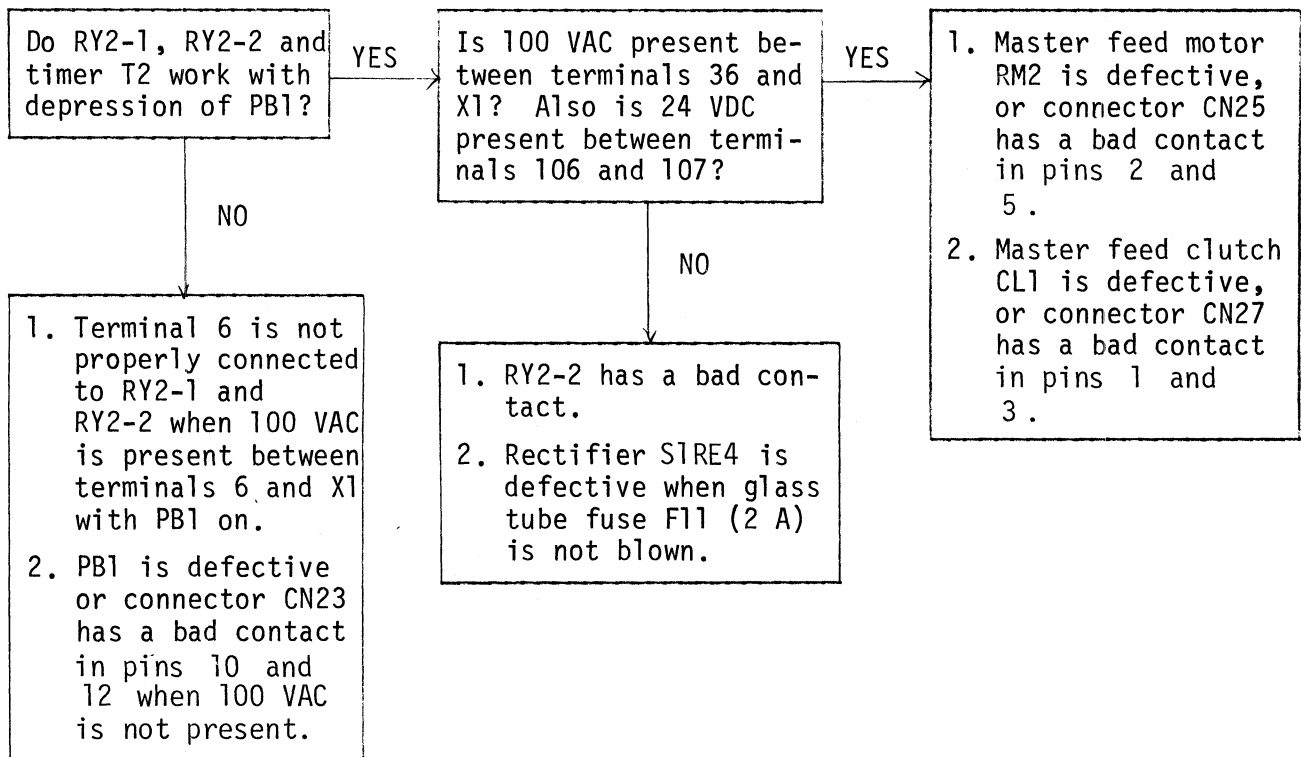 Do RY2-1, RY2-2 and
timer T2 work with
depression of PB1?
YES
Is 100 VAC present be-
tween terminals 36 and
X1? Also is 24 VDC
present between termi-
nals 106 and 107?
YES
1. Master feed motor
RM2 is defective,
or connector CN25
has a bad contact
in pins 2 and
5.
2. Master feed clutch
CL1 is defective,
or connector CN27
has a bad contact
in pins 1 and
3.
NO
NO
1. Terminal 6 is not
properly connected
to RY2-1 and
RY2-2 when 100 VAC
is present between
terminals 6 and X1
with PB1 on.
2. PB1 is defective
or connector CN23
has a bad contact
in pins 10 and
12 when 100 VAC
is not present.
1. RY2-2 has a bad con-
tact.
2. Rectifier S1RE4 is
defective when glass
tube fuse F11 (2 A)
is not blown.